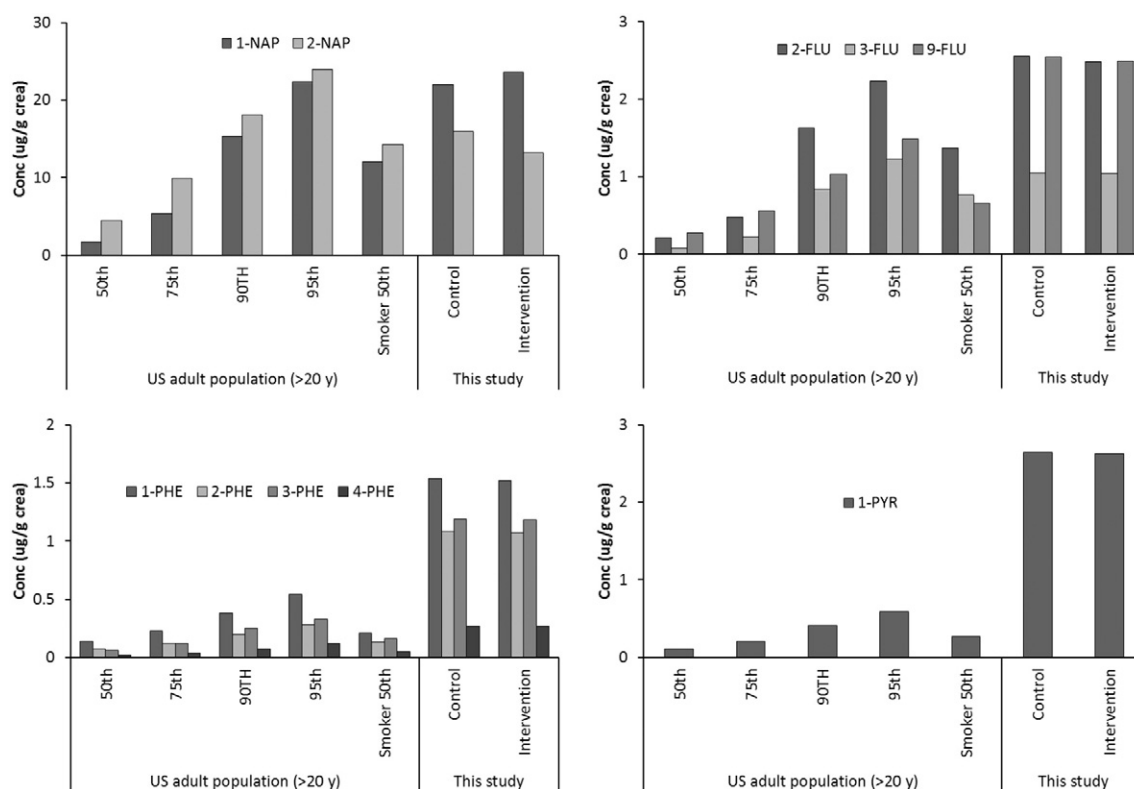 30
20
10
0
Conc (ug/g crea)
1-NAP 2-NAP
50th
75th
90TH
95th
Smoker 50th
Control
Intervention
US adult population (>20 y) This study
3
2
1
0
Conc (ug/g crea)
2-FLU 3-FLU 9-FLU
50th
75th
90TH
95th
Smoker 50th
Control
Intervention
US adult population (>20 y) This study
2
1.5
1
0.5
0
Conc (ug/g crea)
1-PHE 2-PHE 3-PHE 4-PHE
50th
75th
90TH
95th
Smoker 50th
Control
Intervention
US adult population (>20 y) This study
3
2
1
0
Conc (ug/g crea)
1-PYR
50th
75th
90TH
95th
Smoker 50th
Control
Intervention
US adult population (>20 y) This study